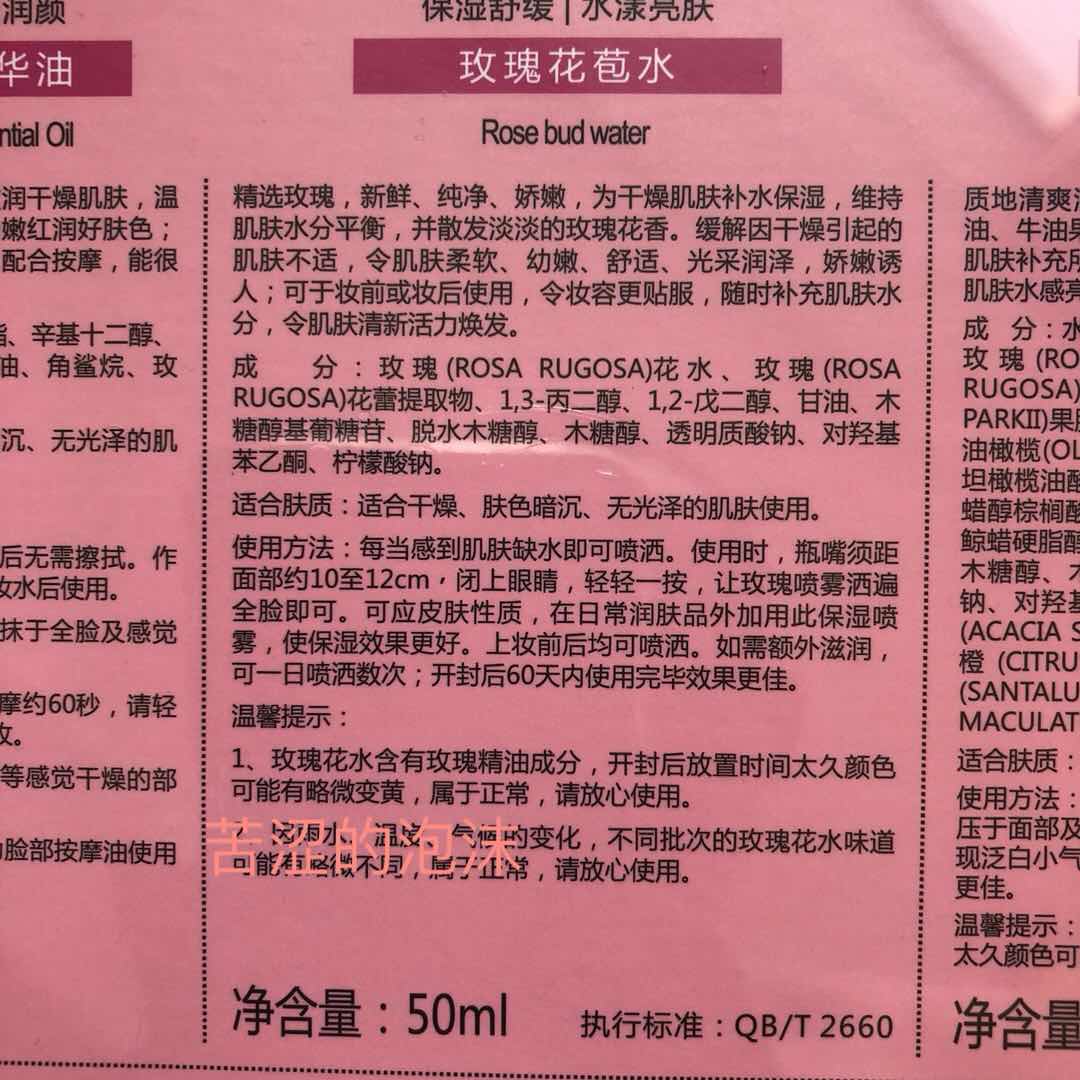 润颜
华油
ntial Oil
润干燥肌肤，温
嫩红润好肤色；
配合按摩，能很
脂、辛基十二醇、
油、角鲨烷、玫
沉、无光泽的肌
后无需擦拭。作
妆水后使用。
抹于全脸及感觉
摩约60秒，请轻
收。
等感觉干燥的部
脸部按摩油使用
保湿舒缓|水漾亮肤
玫瑰花苞水
Rose bud water
精选玫瑰，新鲜、纯净、娇嫩，为干燥肌肤补水保湿，维持
肌肤水分平衡，并散发淡淡的玫瑰花香。缓解因干燥引起的
肌肤不适，令肌肤柔软、幼嫩、舒适、光采润泽，娇嫩诱
人；可于妆前或妆后使用，令妆容更贴服，随时补充肌肤水
分，令肌肤清新活力焕发。
成 分：玫瑰(ROSA RUGOSA)花水、玫瑰(ROSA
RUGOSA)花蕾提取物、1,3-丙二醇、1,2-戊二醇、甘油、木
糖醇基葡糖苷、脱水木糖醇、木糖醇、透明质酸钠、对羟基
苯乙酮、柠檬酸钠。
适合肤质：适合干燥、肤色暗沉、无光泽的肌肤使用。
使用方法：每当感到肌肤缺水即可喷洒。使用时，瓶嘴须距
面部约10至12cm，闭上眼睛，轻轻一按，让玫瑰喷雾洒遍
全脸即可。可应皮肤性质，在日常润肤品外加用此保湿喷
雾，使保湿效果更好。上妆前后均可喷洒。如需额外滋润，
可一日喷洒数次；开封后60天内使用完毕效果更佳。
温馨提示：
1、玫瑰花水含有玫瑰精油成分，开封后放置时间太久颜色
可能有略微变黄，属于正常，请放心使用。
2、因雨水、温度、气候的变化，不同批次的玫瑰花水味道
可能有略微不同，属于正常，请放心使用。
苦涩的泡沫
净含量：50ml
执行标准：QB/T 2660
质地清爽
油、牛油果
肌肤补充所
肌肤水感亮
成 分：水
玫瑰(RO
RUGOSA)
PARKII)果
油橄榄(OL
坦橄榄油酯
蜡醇棕榈酸
鲸蜡硬脂醇
木糖醇、木
钠、对羟基
(ACACIA S
橙(CITRU
(SANTALU
MACULAT
适合肤质：
使用方法：
压于面部及
现泛白小气
更佳。
温馨提示：
太久颜色可
净含量